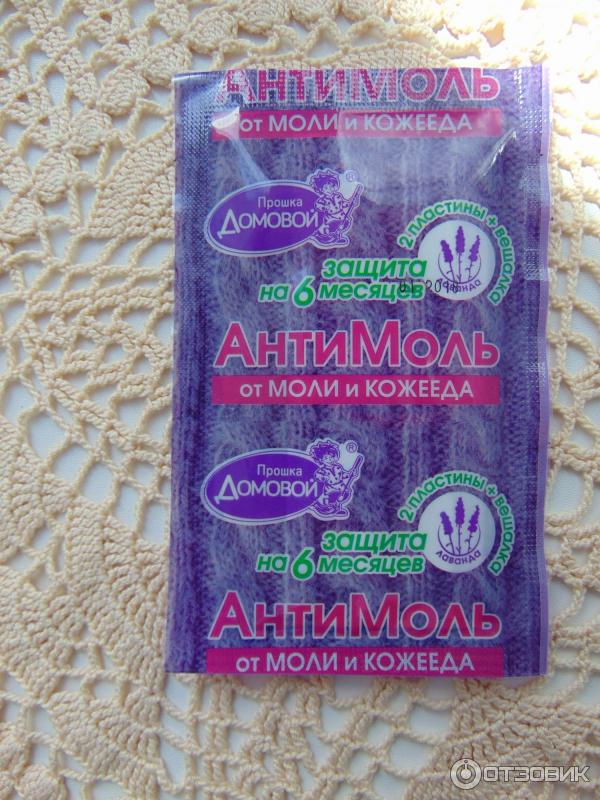 АнтиМоль
от МОЛИ и КОЖЕЕДА
Прошка
Домовой ®
2 пластины + вешалка
лаванда
защита
на 6 месяцев
АнтиМоль
от МОЛИ и КОЖЕЕДА
Прошка
Домовой ®
2 пластины + вешалка
лаванда
защита
на 6 месяцев
АнтиМоль
от МОЛИ и КОЖЕЕДА
ОТЗОВИК